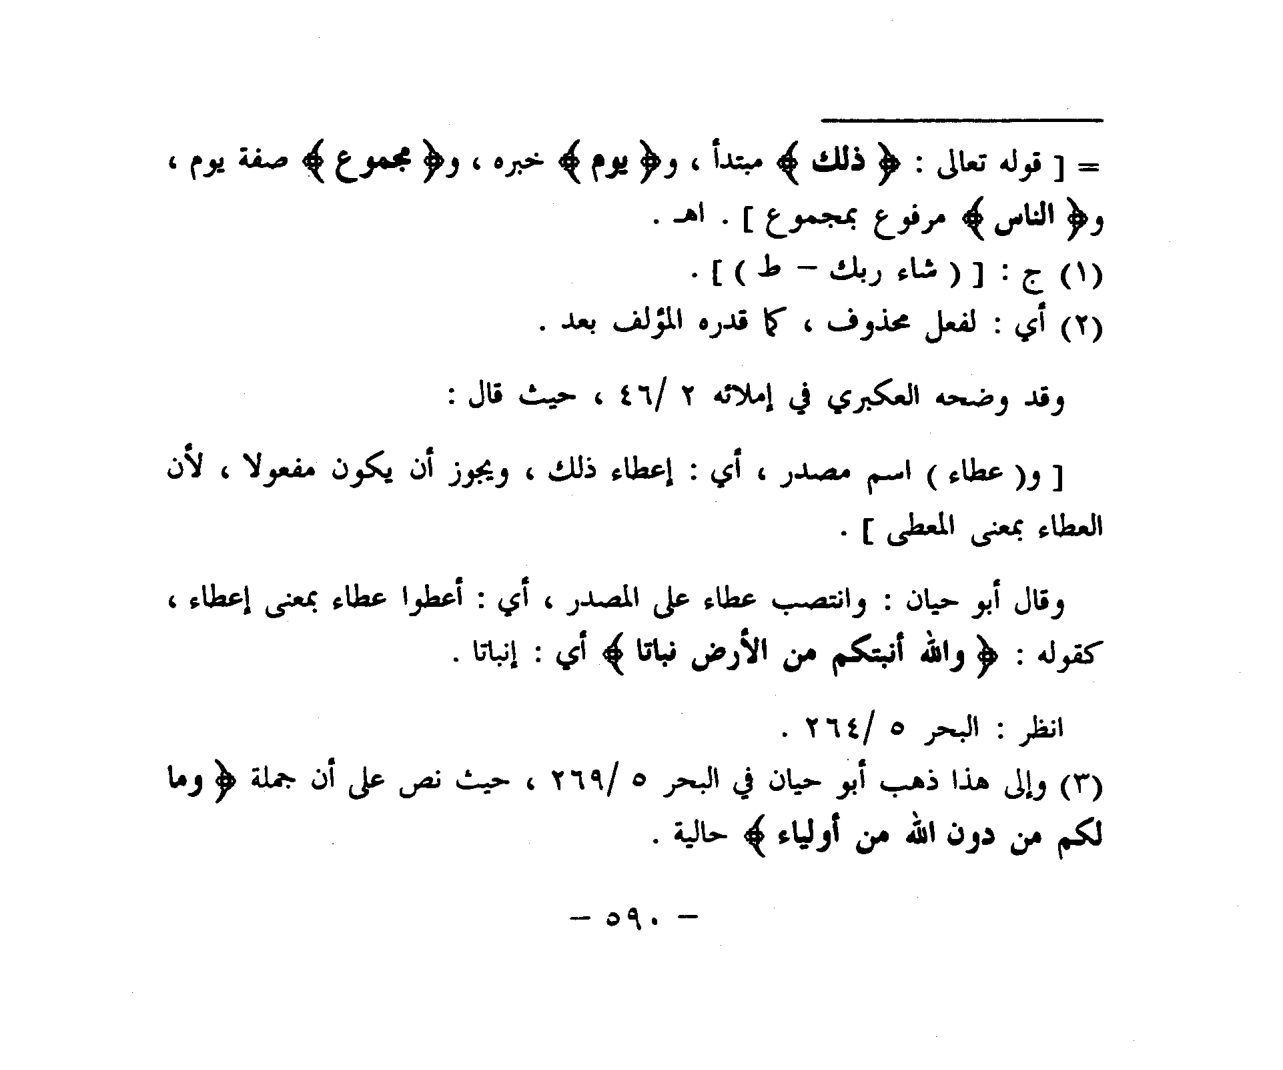 = [ قوله تعالى : ﴿ ذلك ﴾ مبتدأ ، و﴿ يوم ﴾ خبره ، و﴿ مجموع ﴾ صفة يوم ،
و﴿ الناس ﴾ مرفوع بمجموع ] . اهـ .
(١) ج : [ ( شاء ربك – ط ) ] .
(٢) أي : لفعل محذوف ، كما قدره المؤلف بعد .
وقد وضحه العكبري في إملائه ٢ /٤٦ ، حيث قال :
[ و( عطاء ) اسم مصدر ، أي : إعطاء ذلك ، ويجوز أن يكون مفعولا ، لأن
العطاء بمعنى المعطى ] .
وقال أبو حيان : وانتصب عطاء على المصدر ، أي : أعطوا عطاء بمعنى إعطاء ،
كقوله : ﴿ والله أنبتكم من الأرض نباتا ﴾ أي : إنباتا .
انظر : البحر ٥ /٢٦٤ .
(٣) وإلى هذا ذهب أبو حيان في البحر ٥ /٢٦٩ ، حيث نص على أن جملة ﴿ وما
لكم من دون الله من أولياء ﴾ حالية .
– ٥٩٠ –